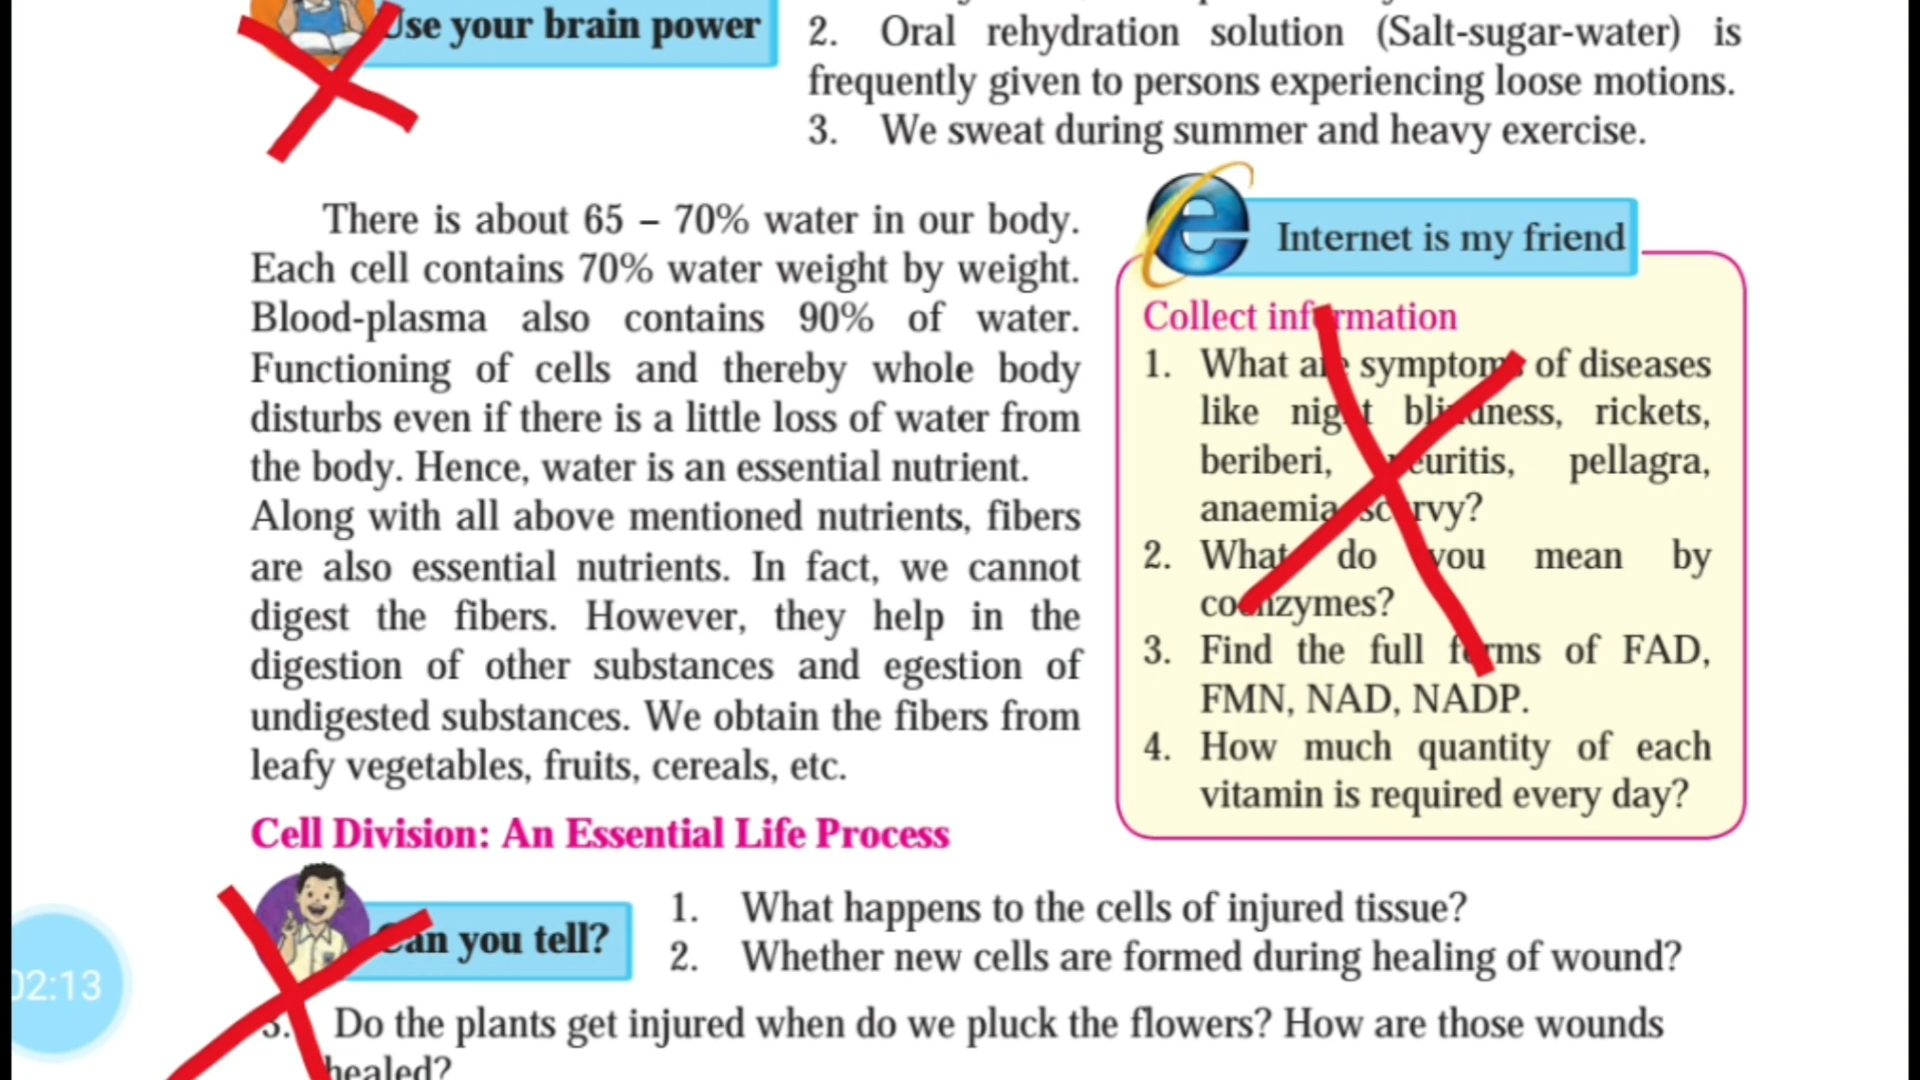 Use your brain power
2. Oral rehydration solution (Salt-sugar-water) is
frequently given to persons experiencing loose motions.
3. We sweat during summer and heavy exercise.
There is about 65 – 70% water in our body.
Each cell contains 70% water weight by weight.
Blood-plasma also contains 90% of water.
Functioning of cells and thereby whole body
disturbs even if there is a little loss of water from
the body. Hence, water is an essential nutrient.
Along with all above mentioned nutrients, fibers
are also essential nutrients. In fact, we cannot
digest the fibers. However, they help in the
digestion of other substances and egestion of
undigested substances. We obtain the fibers from
leafy vegetables, fruits, cereals, etc.
Internet is my friend
Collect information
1. What are symptoms of diseases
like night blindness, rickets,
beriberi, neuritis, pellagra,
anaemia, scurvy?
2. What do you mean by
coenzymes?
3. Find the full forms of FAD,
FMN, NAD, NADP.
4. How much quantity of each
vitamin is required every day?
Cell Division: An Essential Life Process
Can you tell?
1. What happens to the cells of injured tissue?
2. Whether new cells are formed during healing of wound?
3. Do the plants get injured when do we pluck the flowers? How are those wounds
healed?
02:13